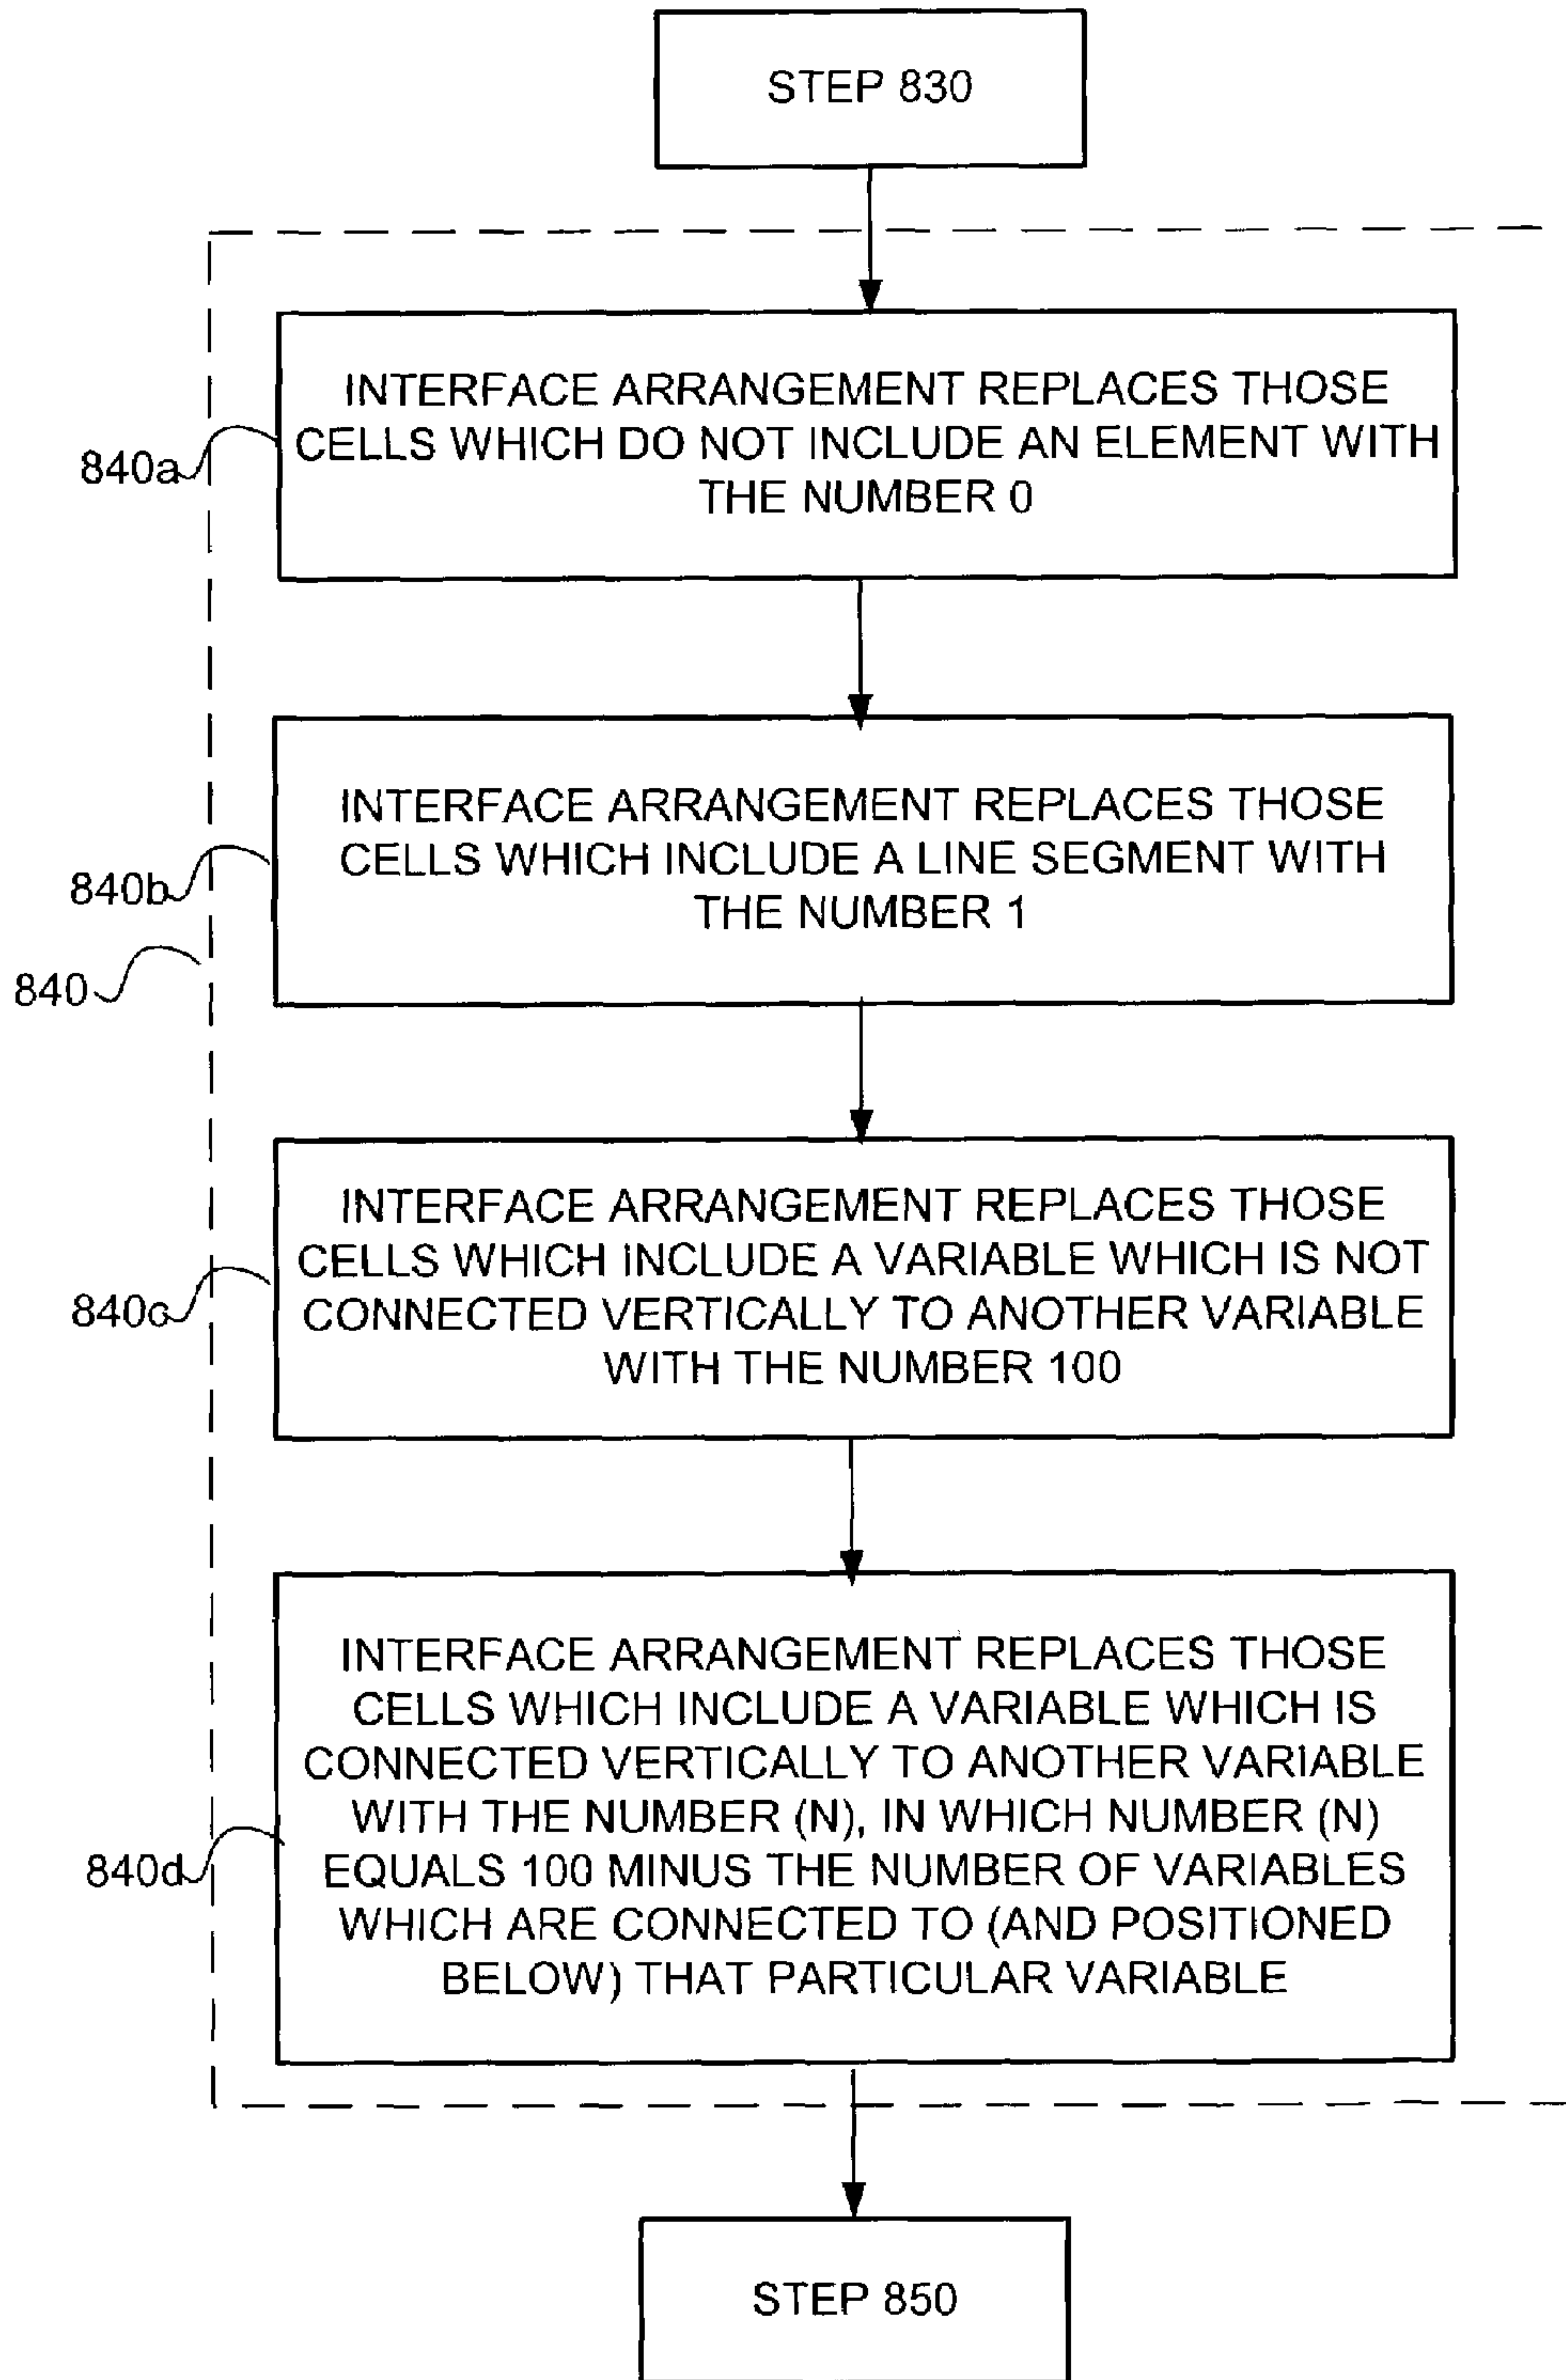 STEP 830
INTERFACE ARRANGEMENT REPLACES THOSE
CELLS WHICH DO NOT INCLUDE AN ELEMENT WITH
THE NUMBER 0
840a
INTERFACE ARRANGEMENT REPLACES THOSE
CELLS WHICH INCLUDE A LINE SEGMENT WITH
THE NUMBER 1
840b
840
INTERFACE ARRANGEMENT REPLACES THOSE
CELLS WHICH INCLUDE A VARIABLE WHICH IS NOT
CONNECTED VERTICALLY TO ANOTHER VARIABLE
WITH THE NUMBER 100
840c
INTERFACE ARRANGEMENT REPLACES THOSE
CELLS WHICH INCLUDE A VARIABLE WHICH IS
CONNECTED VERTICALLY TO ANOTHER VARIABLE
WITH THE NUMBER (N), IN WHICH NUMBER (N)
EQUALS 100 MINUS THE NUMBER OF VARIABLES
WHICH ARE CONNECTED TO (AND POSITIONED
BELOW) THAT PARTICULAR VARIABLE
840d
STEP 850